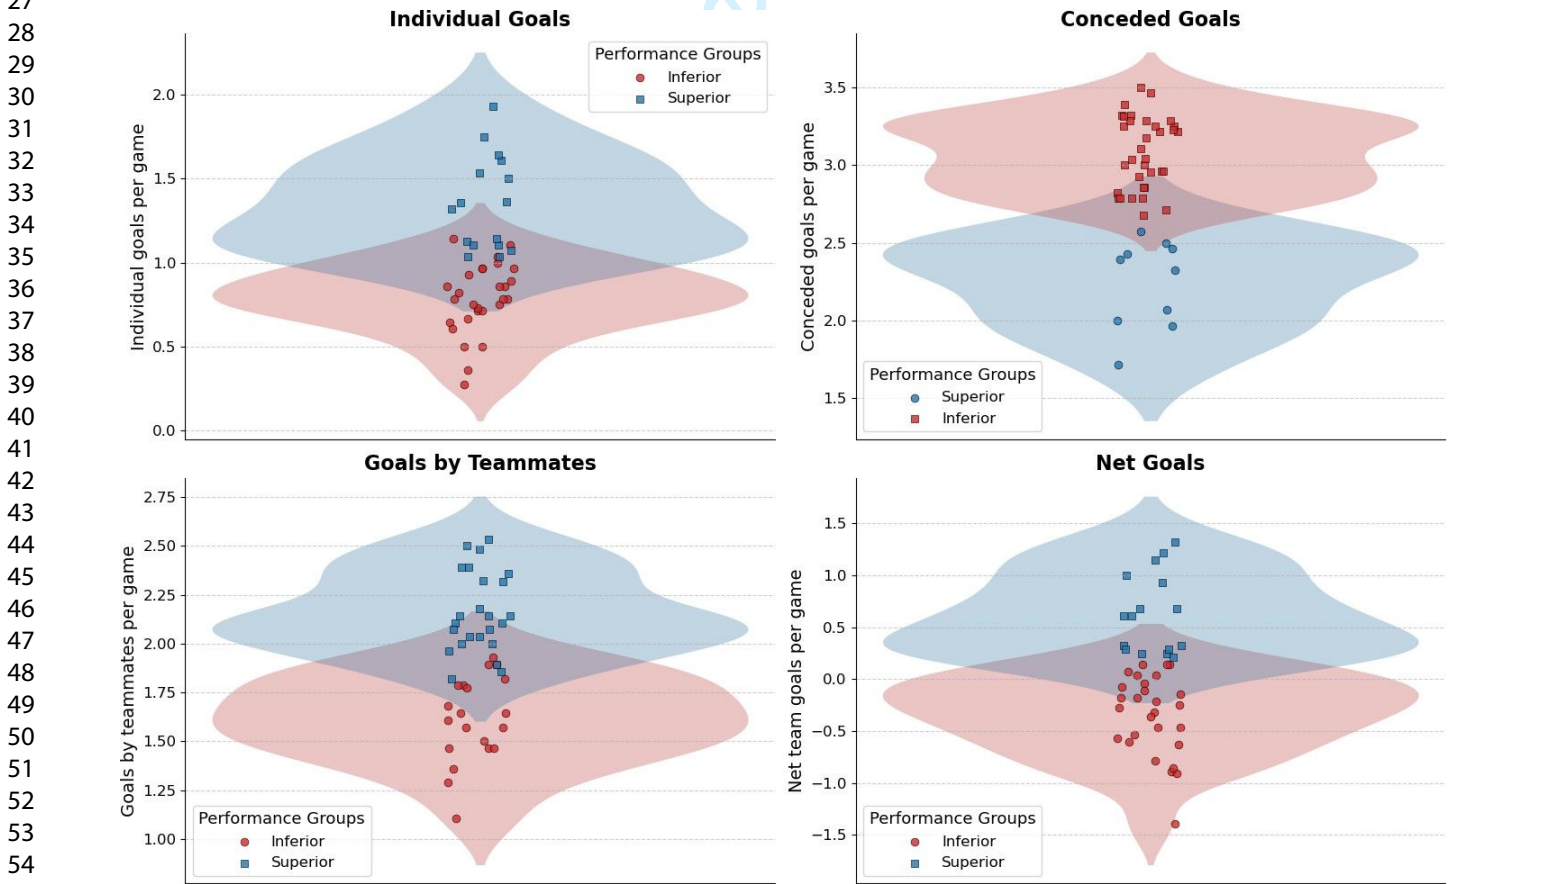 27
28
29
30
31
32
33
34
35
36
37
38
39
40
41
42
43
44
45
46
47
48
49
50
51
52
53
54
Individual Goals
Individual goals per game
2.0
1.5
1.0
0.5
0.0
Performance Groups
Inferior
Superior
Conceded Goals
Conceded goals per game
3.5
3.0
2.5
2.0
1.5
Performance Groups
Superior
Inferior
Goals by Teammates
Goals by teammates per game
2.75
2.50
2.25
2.00
1.75
1.50
1.25
1.00
Performance Groups
Inferior
Superior
Net Goals
Net team goals per game
1.5
1.0
0.5
0.0
−0.5
−1.0
−1.5
Performance Groups
Inferior
Superior